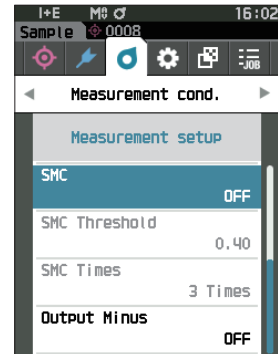 I+E M0 16:02
Sample 0008
-JOB
Measurement cond.
Measurement setup
SMC
OFF
SMC Threshold
0.40
SMC Times
3 Times
Output Minus
OFF